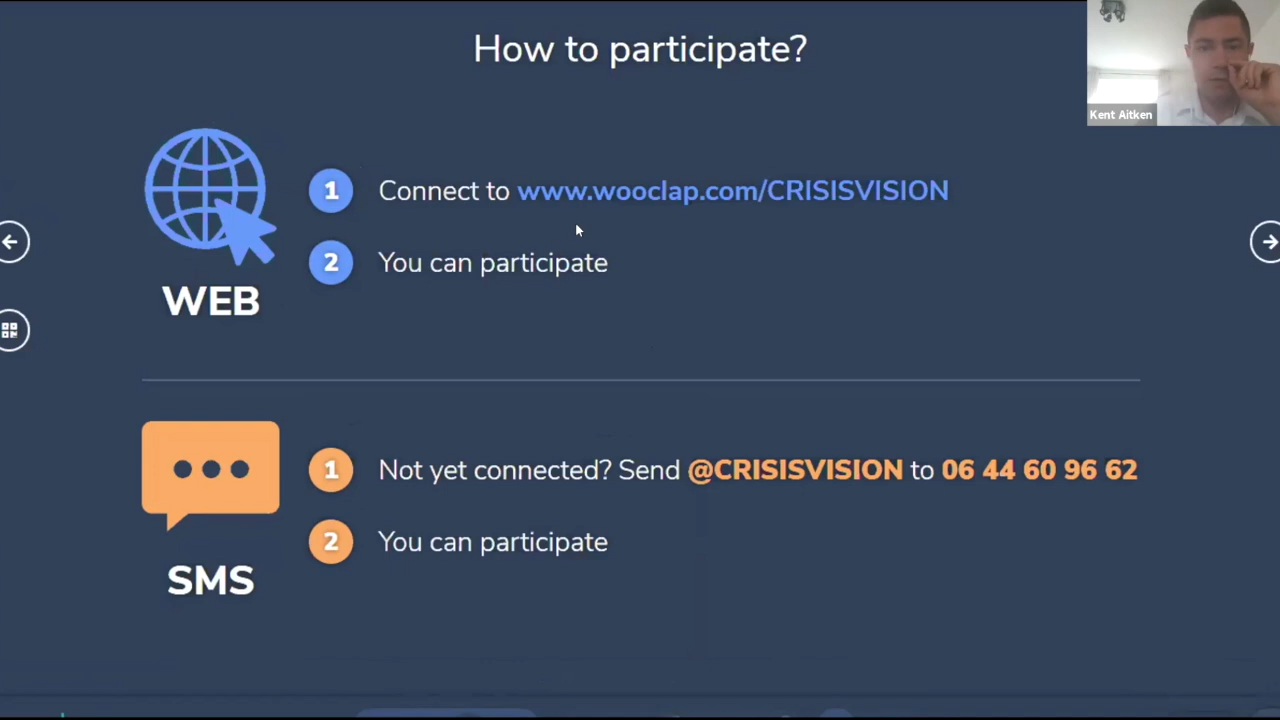 How to participate?
Kent Aitken
1 Connect to www.wooclap.com/CRISISVISION
2 You can participate
WEB
1 Not yet connected? Send @CRISISVISION to 06 44 60 96 62
2 You can participate
SMS